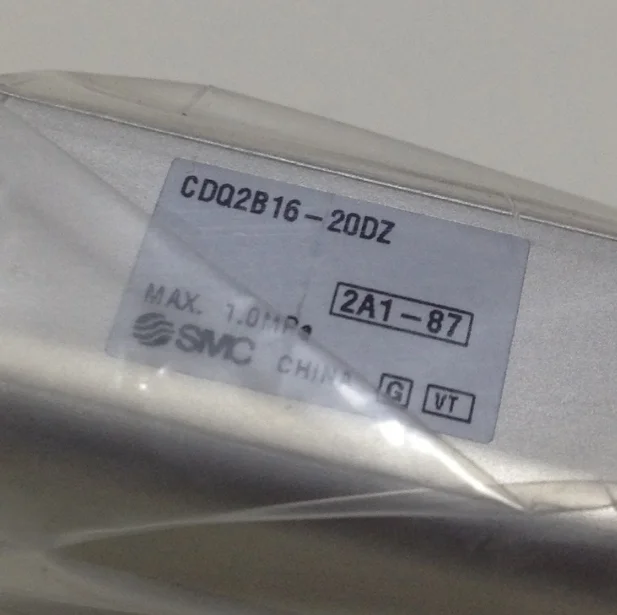 CDQ2B16-20DZ
2A1-87
MAX. 1.0MPa
SMC CHINA G VT